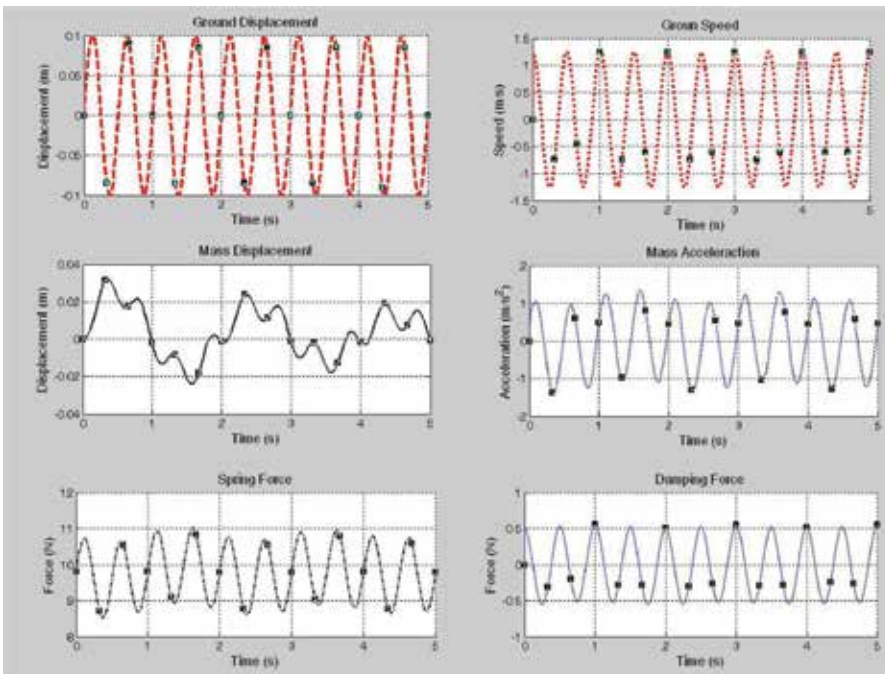 Ground Displacement
Displacement (m)
0.1
0.05
0
-0.05
-0.1
0 1 2 3 4 5
Time (s)
Groun Speed
Speed (m/s)
1.5
1
0.5
0
-0.5
-1
-1.5
0 1 2 3 4 5
Time (s)
Mass Displacement
Displacement (m)
0.04
0.02
0
-0.02
-0.04
0 1 2 3 4 5
Time (s)
Mass Acceleraction
Acceleration (m/s²)
2
1
0
-1
-2
0 1 2 3 4 5
Time (s)
Spring Force
Force (N)
12
11
10
9
8
0 1 2 3 4 5
Time (s)
Damping Force
Force (N)
1
0.5
0
-0.5
-1
0 1 2 3 4 5
Time (s)